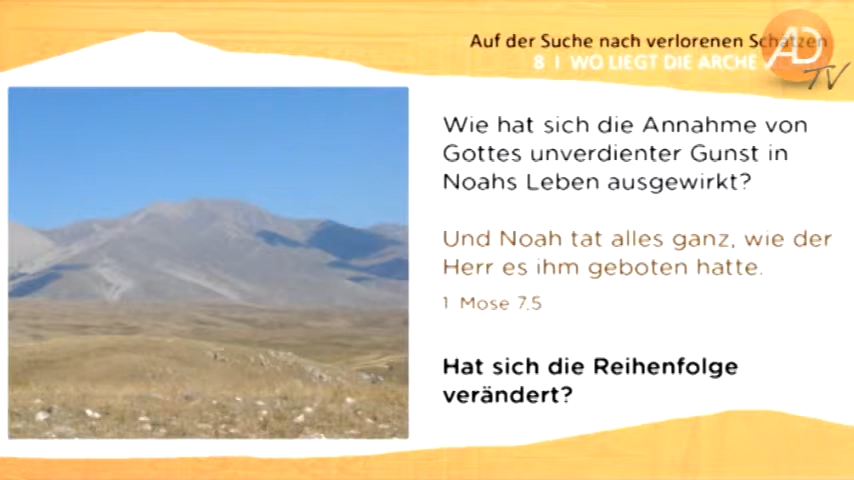 Auf der Suche nach verlorenen Schätzen
8 | WO LIEGT DIE ARCHE
AD
TV
Wie hat sich die Annahme von
Gottes unverdienter Gunst in
Noahs Leben ausgewirkt?
Und Noah tat alles ganz, wie der
Herr es ihm geboten hatte.
1 Mose 7,5
Hat sich die Reihenfolge
verändert?